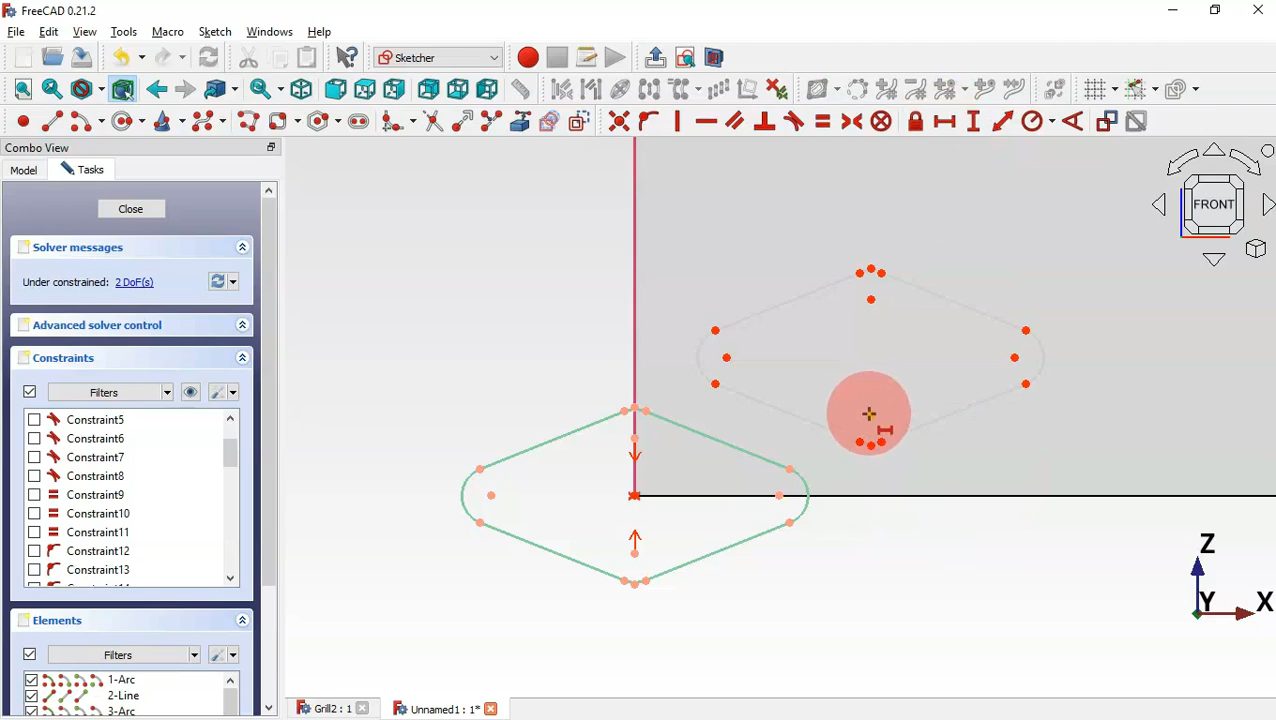 FreeCAD 0.21.2
File Edit View Tools Macro Sketch Windows Help
Sketcher
Combo View
Model Tasks
Close
Solver messages
Under constrained: 2 DoF(s)
Advanced solver control
Constraints
Filters
Constraint5
Constraint6
Constraint7
Constraint8
Constraint9
Constraint10
Constraint11
Constraint12
Constraint13
Elements
Filters
1-Arc
2-Line
3-Arc
FRONT
Z
Y X
Grill2 : 1 Unnamed1 : 1*